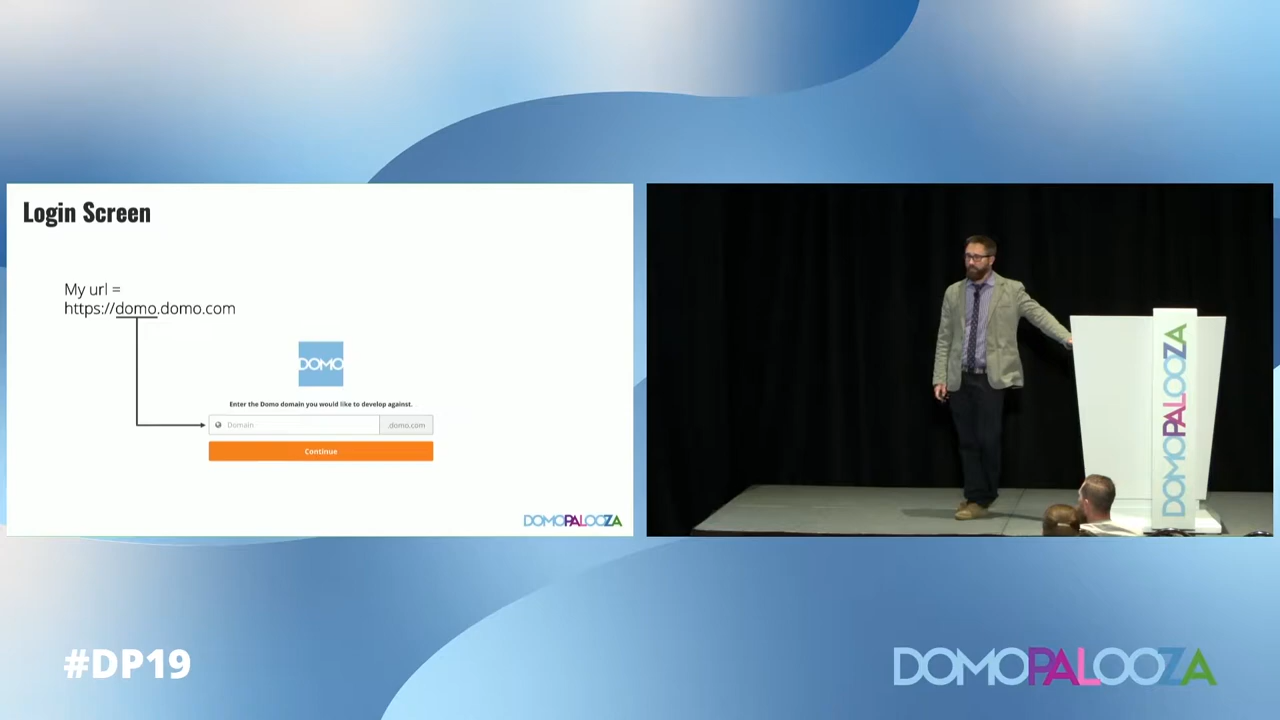 Login Screen
My url =
https://domo.domo.com
DOMO
Enter the Domo domain you would like to develop against.
Domain
.domo.com
Continue
DOMOPALOOZA
DOMOPALOOZA
#DP19
DOMOPALOOZA